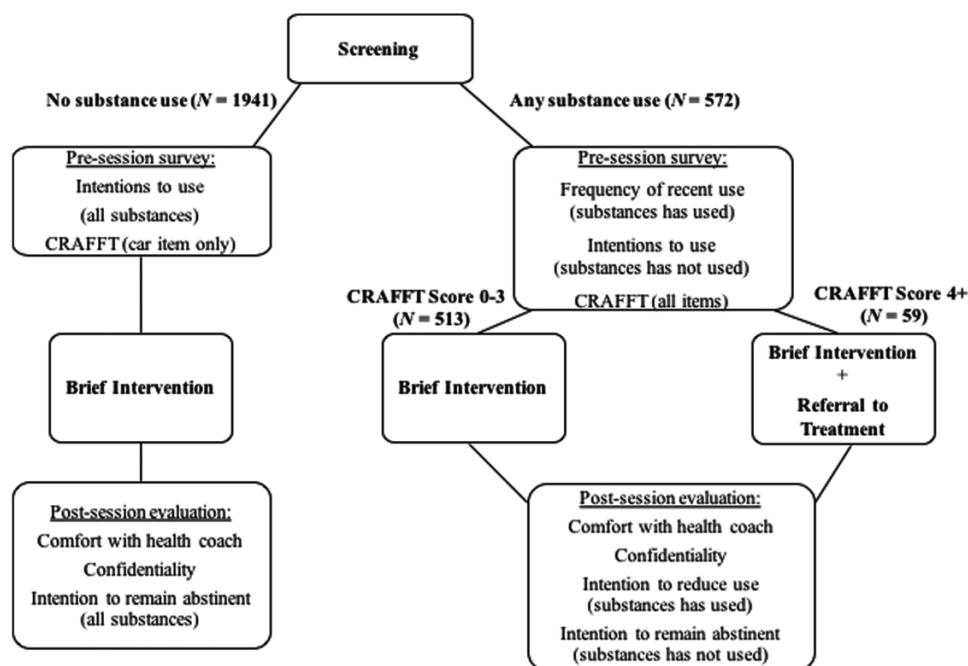 Screening
No substance use (N = 1941)
Any substance use (N = 572)
Pre-session survey:
Intentions to use
(all substances)
CRAFFT (car item only)
Pre-session survey:
Frequency of recent use
(substances has used)
Intentions to use
(substances has not used)
CRAFFT (all items)
CRAFFT Score 0-3
(N = 513)
CRAFFT Score 4+
(N = 59)
Brief Intervention
Brief Intervention
Brief Intervention
+
Referral to
Treatment
Post-session evaluation:
Comfort with health coach
Confidentiality
Intention to remain abstinent
(all substances)
Post-session evaluation:
Comfort with health coach
Confidentiality
Intention to reduce use
(substances has used)
Intention to remain abstinent
(substances has not used)